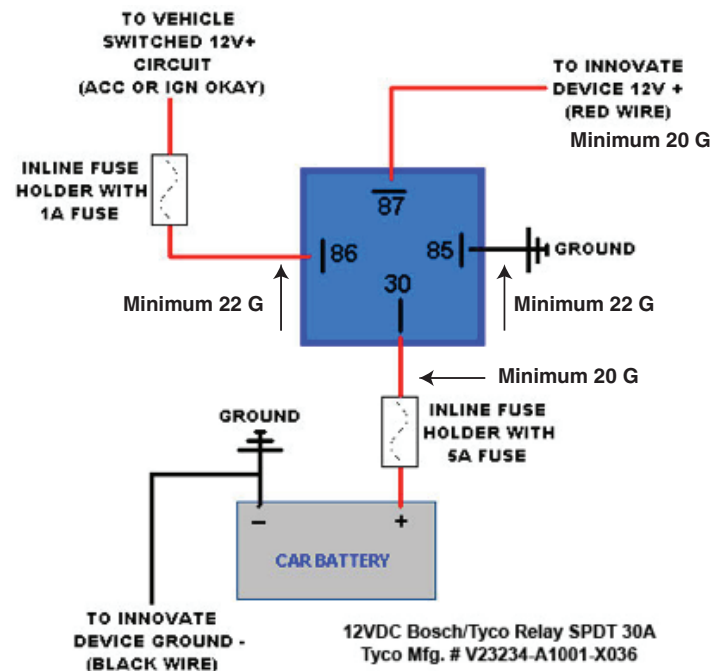 TO VEHICLE
SWITCHED 12V+
CIRCUIT
(ACC OR IGN OKAY)
TO INNOVATE
DEVICE 12V +
(RED WIRE)
Minimum 20 G
INLINE FUSE
HOLDER WITH
1A FUSE
87
86
85
30
GROUND
Minimum 22 G
Minimum 22 G
Minimum 20 G
GROUND
INLINE FUSE
HOLDER WITH
5A FUSE
–
+
CAR BATTERY
TO INNOVATE
DEVICE GROUND -
(BLACK WIRE)
12VDC Bosch/Tyco Relay SPDT 30A
Tyco Mfg. # V23234-A1001-X036